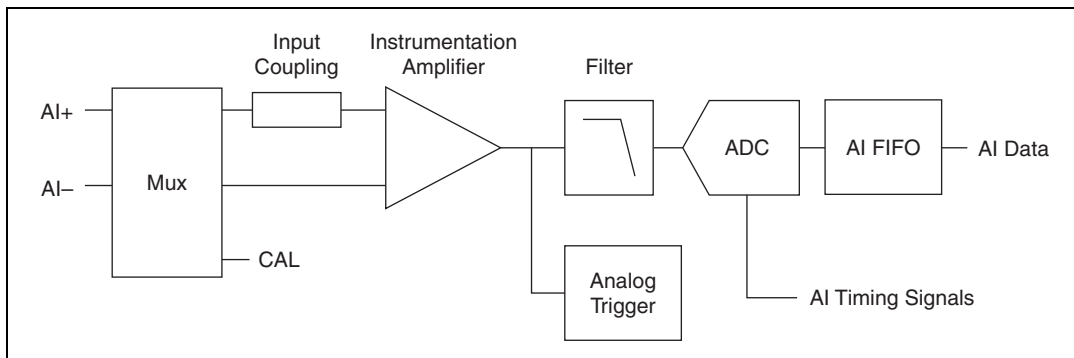 Input
Coupling
Instrumentation
Amplifier
Filter
AI+
AI–
Mux
CAL
ADC
AI FIFO
AI Data
Analog
Trigger
AI Timing Signals